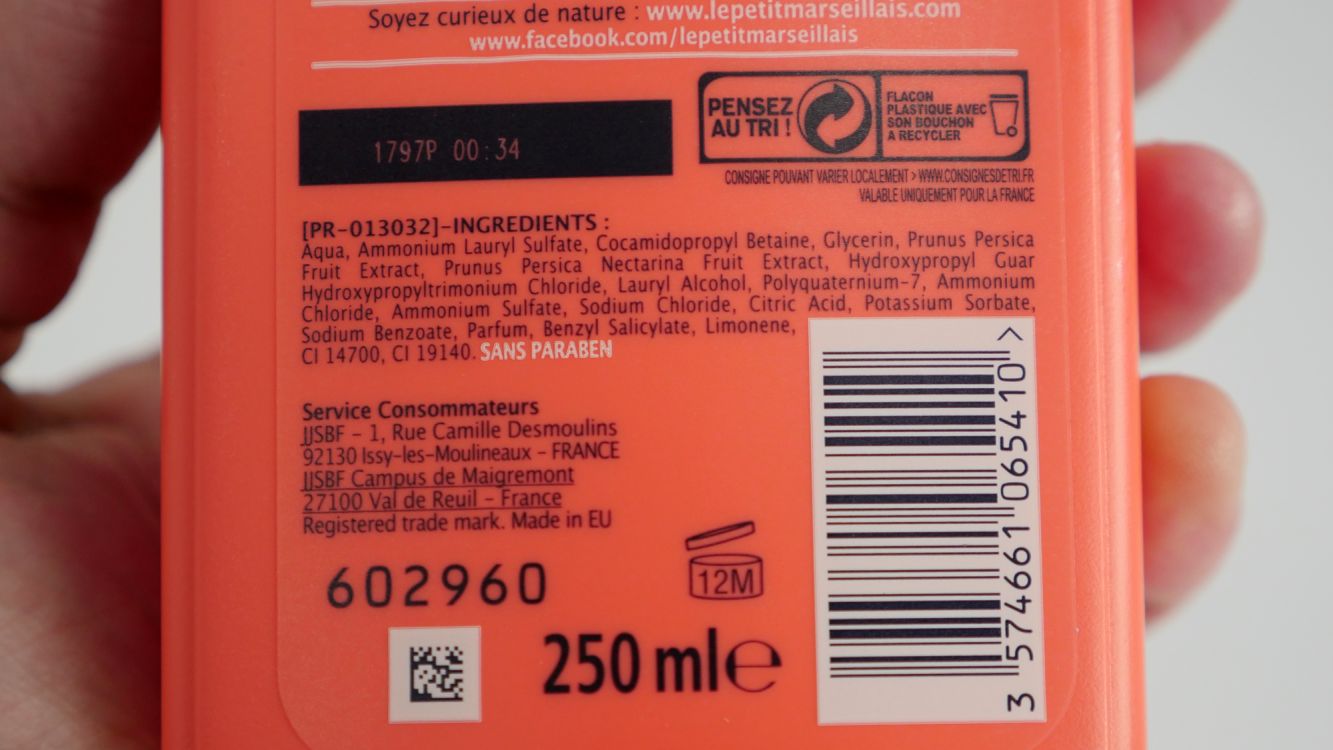 Soyez curieux de nature : www.lepetitmarseillais.com
www.facebook.com/lepetitmarseillais
PENSEZ
AU TRI !
FLACON
PLASTIQUE AVEC
SON BOUCHON
A RECYCLER
1797P 00:34
CONSIGNE POUVANT VARIER LOCALEMENT > WWW.CONSIGNESDETRI.FR
VALABLE UNIQUEMENT POUR LA FRANCE
[PR-013032]-INGREDIENTS :
Aqua, Ammonium Lauryl Sulfate, Cocamidopropyl Betaine, Glycerin, Prunus Persica
Fruit Extract, Prunus Persica Nectarina Fruit Extract, Hydroxypropyl Guar
Hydroxypropyltrimonium Chloride, Lauryl Alcohol, Polyquaternium-7, Ammonium
Chloride, Ammonium Sulfate, Sodium Chloride, Citric Acid, Potassium Sorbate,
Sodium Benzoate, Parfum, Benzyl Salicylate, Limonene,
CI 14700, CI 19140. SANS PARABEN
Service Consommateurs
JJSBF – 1, Rue Camille Desmoulins
92130 Issy-les-Moulineaux – FRANCE
JJSBF Campus de Maigremont
27100 Val de Reuil – France
Registered trade mark. Made in EU
602960
12M
250 ml e
3 574661 065410 >